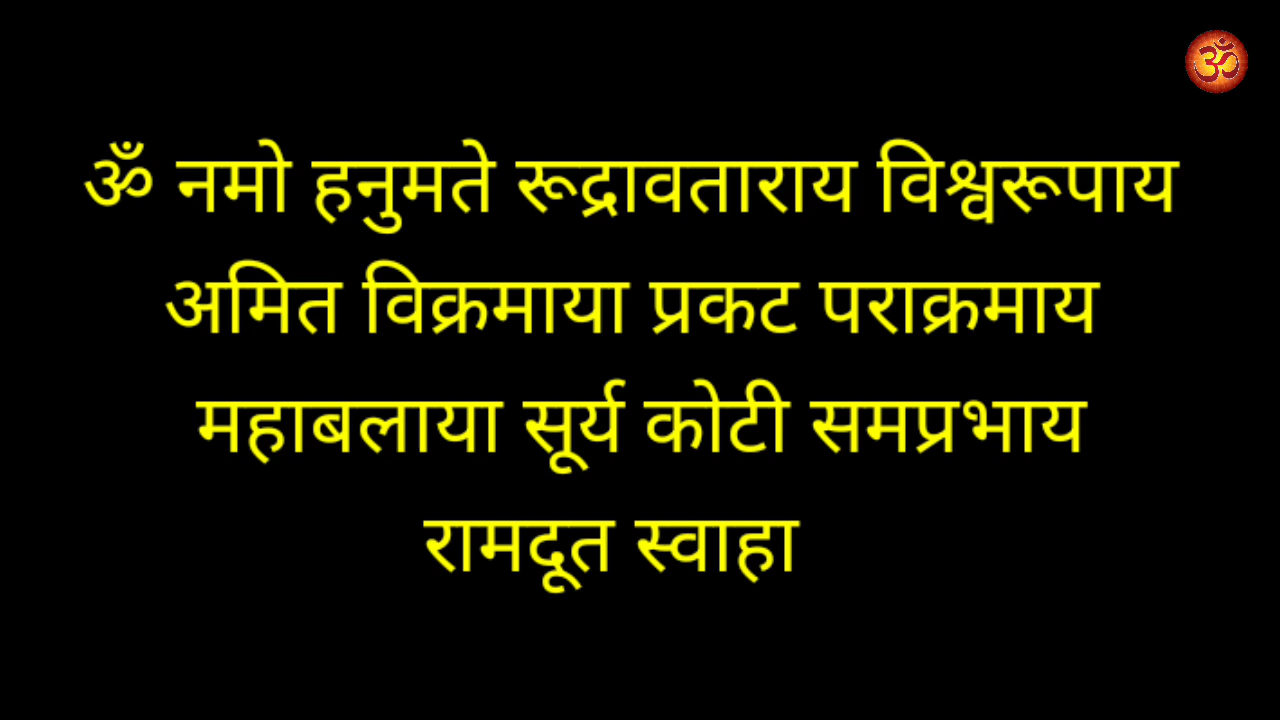 ॐ नमो हनुमते रूद्रावताराय विश्वरूपाय
अमित विक्रमाया प्रकट पराक्रमाय
महाबलाया सूर्य कोटी समप्रभाय
रामदूत स्वाहा
ॐ